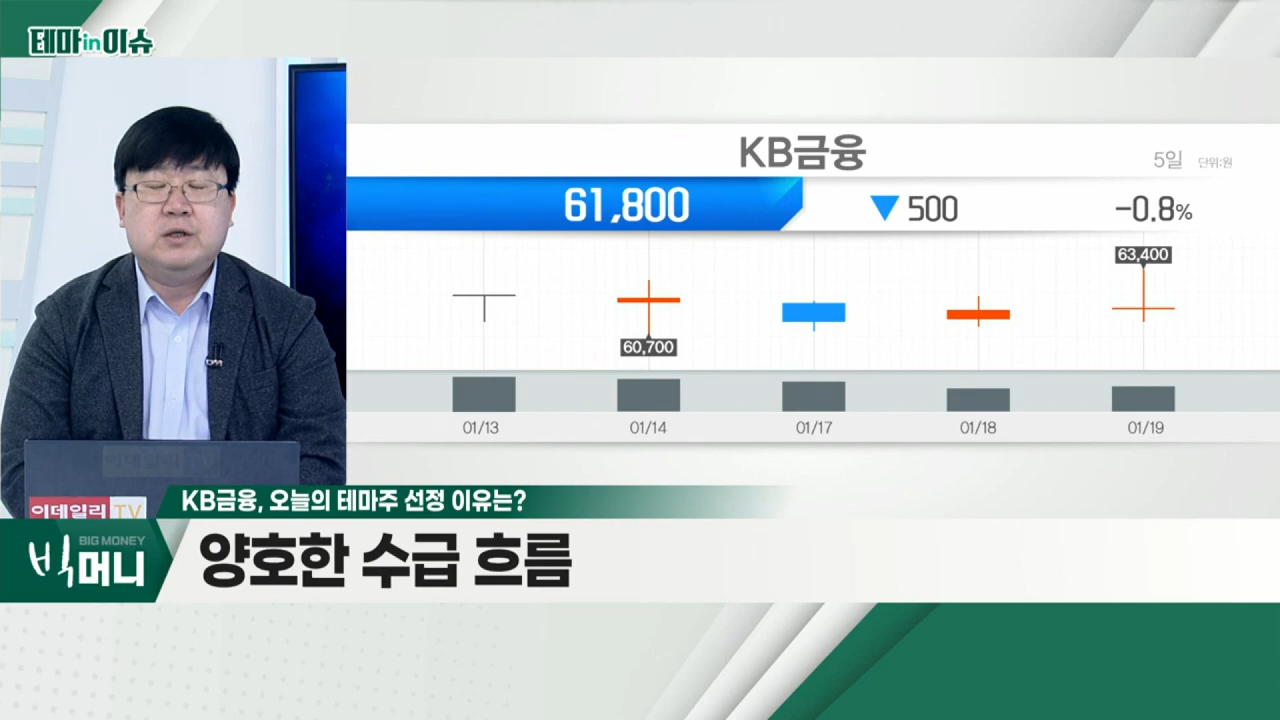 테마in이슈
KB금융
5일 단위:원
61,800 ▼500 -0.8%
63,400
60,700
01/13 01/14 01/17 01/18 01/19
이데일리TV
KB금융, 오늘의 테마주 선정 이유는?
BIG MONEY
빅머니
양호한 수급 흐름